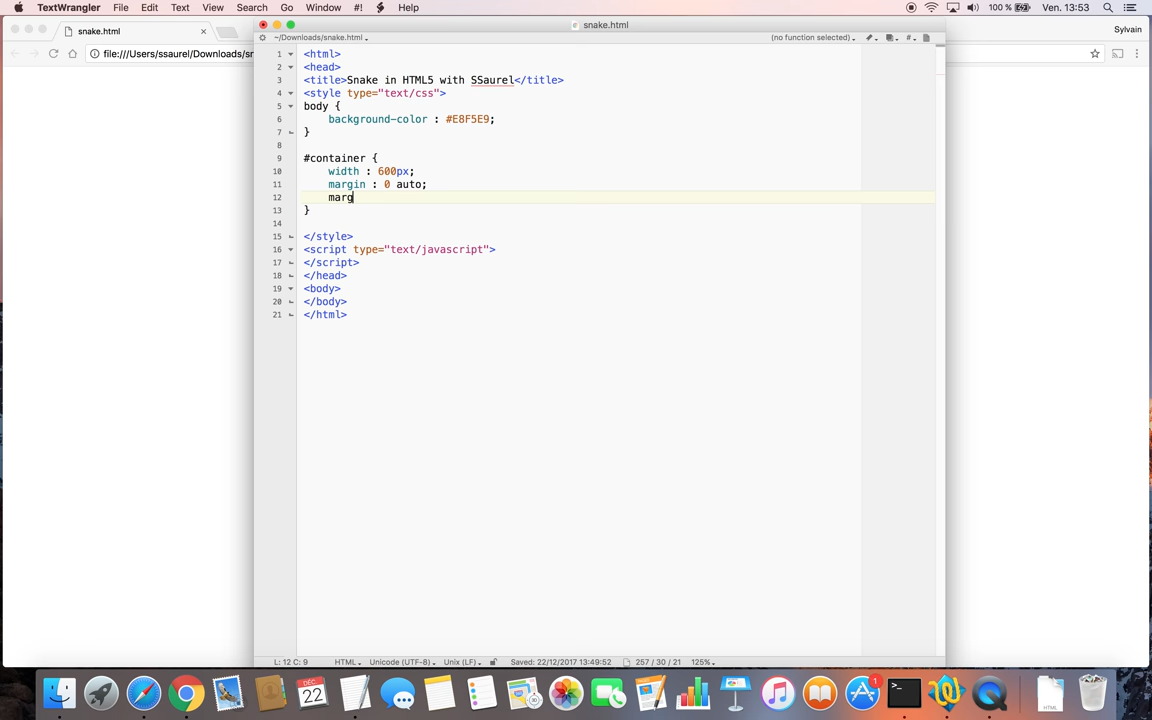 TextWrangler File Edit Text View Search Go Window #! Help 100 % Ven. 13:53
snake.html
Sylvain
file:///Users/ssaurel/Downloads/sn
snake.html
~/Downloads/snake.html
(no function selected)
#
1 <html>
2 <head>
3 <title>Snake in HTML5 with SSaurel</title>
4 <style type="text/css">
5 body {
6 background-color : #E8F5E9;
7 }
8
9 #container {
10 width : 600px;
11 margin : 0 auto;
12 marg
13 }
14
15 </style>
16 <script type="text/javascript">
17 </script>
18 </head>
19 <body>
20 </body>
21 </html>
L: 12 C: 9 HTML Unicode (UTF-8) Unix (LF) Saved: 22/12/2017 13:49:52 257 / 30 / 21 125%
DÉC
22
1
HTML